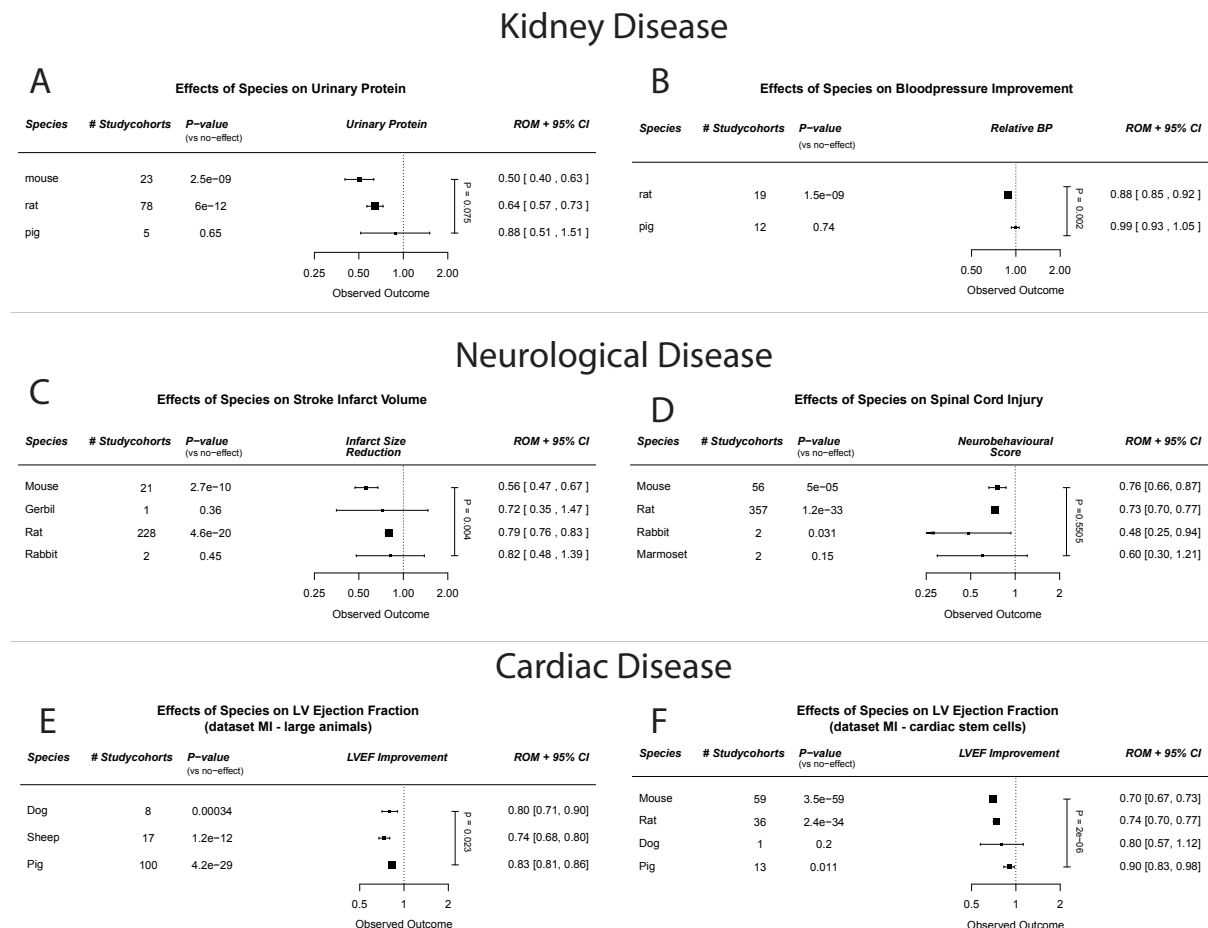 Kidney Disease
A
Effects of Species on Urinary Protein
Species # Studycohorts P−value Urinary Protein ROM + 95% CI
(vs no−effect)
mouse 23 2.5e−09 0.50 [ 0.40 , 0.63 ]
rat 78 6e−12 0.64 [ 0.57 , 0.73 ]
pig 5 0.65 0.88 [ 0.51 , 1.51 ]
P = 0.075
0.25 0.50 1.00 2.00
Observed Outcome
B
Effects of Species on Bloodpressure Improvement
Species # Studycohorts P−value Relative BP ROM + 95% CI
(vs no−effect)
rat 19 1.5e−09 0.88 [ 0.85 , 0.92 ]
pig 12 0.74 0.99 [ 0.93 , 1.05 ]
P = 0.002
0.50 1.00 2.00
Observed Outcome
Neurological Disease
C
Effects of Species on Stroke Infarct Volume
Species # Studycohorts P−value Infarct Size ROM + 95% CI
(vs no−effect) Reduction
Mouse 21 2.7e−10 0.56 [ 0.47 , 0.67 ]
Gerbil 1 0.36 0.72 [ 0.35 , 1.47 ]
Rat 228 4.6e−20 0.79 [ 0.76 , 0.83 ]
Rabbit 2 0.45 0.82 [ 0.48 , 1.39 ]
P = 0.004
0.25 0.50 1.00 2.00
Observed Outcome
D
Effects of Species on Spinal Cord Injury
Species # Studycohorts P−value Neurobehavioural ROM + 95% CI
(vs no−effect) Score
Mouse 56 5e−05 0.76 [0.66, 0.87]
Rat 357 1.2e−33 0.73 [0.70, 0.77]
Rabbit 2 0.031 0.48 [0.25, 0.94]
Marmoset 2 0.15 0.60 [0.30, 1.21]
P=0.5505
0.25 0.5 1 2
Observed Outcome
Cardiac Disease
E
Effects of Species on LV Ejection Fraction
(dataset MI - large animals)
Species # Studycohorts P−value LVEF Improvement ROM + 95% CI
(vs no−effect)
Dog 8 0.00034 0.80 [0.71, 0.90]
Sheep 17 1.2e−12 0.74 [0.68, 0.80]
Pig 100 4.2e−29 0.83 [0.81, 0.86]
P = 0.023
0.5 1 2
Observed Outcome
F
Effects of Species on LV Ejection Fraction
(dataset MI - cardiac stem cells)
Species # Studycohorts P−value LVEF Improvement ROM + 95% CI
(vs no−effect)
Mouse 59 3.5e−59 0.70 [0.67, 0.73]
Rat 36 2.4e−34 0.74 [0.70, 0.77]
Dog 1 0.2 0.80 [0.57, 1.12]
Pig 13 0.011 0.90 [0.83, 0.98]
P = 2e−06
0.5 1 2
Observed Outcome